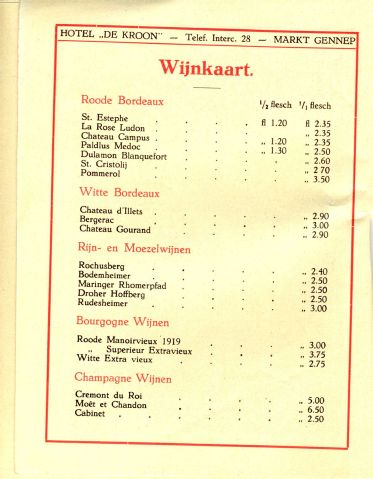 HOTEL „DE KROON” — Telef. Interc. 28 — MARKT GENNEP
Wijnkaart.
Roode Bordeaux ½ flesch ¹/₁ flesch
St. Estephe . . . . fl 1.20 fl 2.35
La Rose Ludon . . . . „ 2.35
Chateau Campus . . . . „ 1.20 „ 2.35
Paldlus Medoc . . . . „ 1.30 „ 2.50
Dulamon Blanquefort . . . „ 2.60
St. Cristolij . . . . „ 2.70
Pommerol . . . . „ 3.50
Witte Bordeaux
Chateau d'Illets . . . . „ 2.90
Bergerac . . . . „ 3.00
Chateau Gourand . . . . „ 2.90
Rijn- en Moezelwijnen
Rochusberg . . . . . „ 2.40
Bodemheimer . . . . . „ 2.50
Maringer Rhomerpfad . . . . „ 2.50
Droher Hoffberg . . . . „ 2.50
Rudesheimer . . . . . „ 3.00
Bourgogne Wijnen
Roode Manoirvieux 1919 . . . „ 3.00
„ Superieur Extravieux . . . „ 3.75
Witte Extra vieux . . . . „ 2.75
Champagne Wijnen
Cremont du Roi . . . . „ 5.00
Moët et Chandon . . . . „ 6.50
Cabinet . . . . . „ 2.50